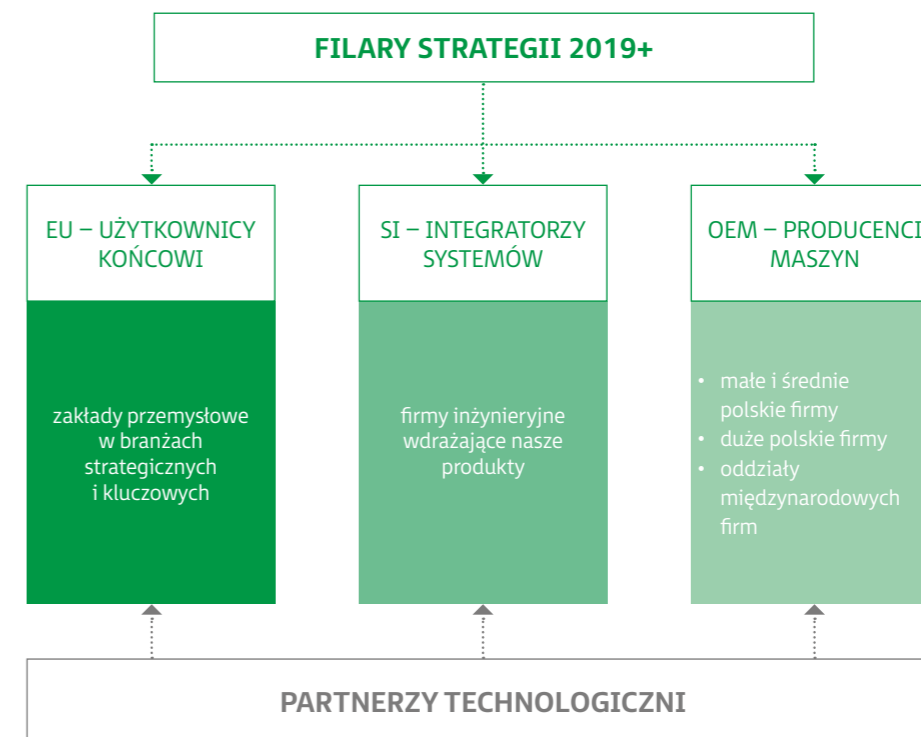 FILARY STRATEGII 2019+
EU – UŻYTKOWNICY
KOŃCOWI
zakłady przemysłowe
w branżach
strategicznych
i kluczowych
SI – INTEGRATORZY
SYSTEMÓW
firmy inżynieryjne
wdrażające nasze
produkty
OEM – PRODUCENCI
MASZYN
• małe i średnie
polskie firmy
• duże polskie firmy
• oddziały
międzynarodowych
firm
PARTNERZY TECHNOLOGICZNI